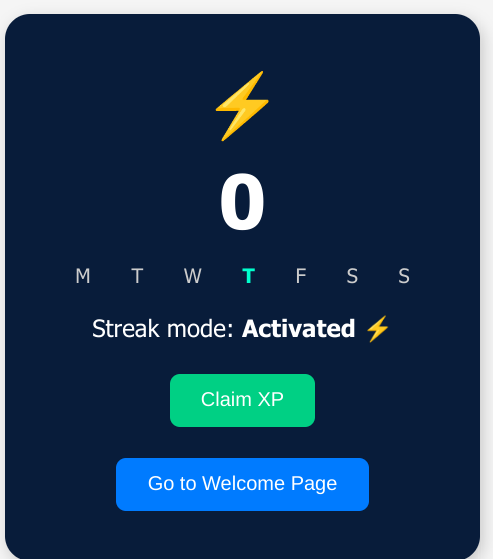 ⚡
0
M T W T F S S
Streak mode: Activated ⚡
Claim XP
Go to Welcome Page